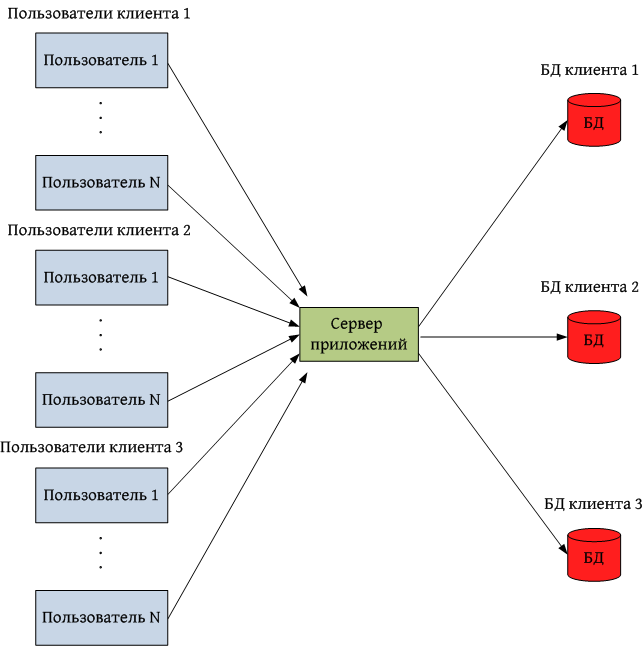 Пользователи клиента 1
Пользователь 1
Пользователь N
Пользователи клиента 2
Пользователь 1
Пользователь N
Пользователи клиента 3
Пользователь 1
Пользователь N
Сервер
приложений
БД клиента 1
БД
БД клиента 2
БД
БД клиента 3
БД